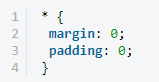 1 * {
2 margin: 0;
3 padding: 0;
4 }